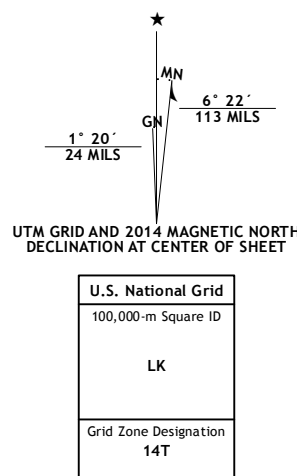 ★
MN
GN
6° 22´
113 MILS
1° 20´
24 MILS
UTM GRID AND 2014 MAGNETIC NORTH
DECLINATION AT CENTER OF SHEET
U.S. National Grid
100,000-m Square ID
LK
Grid Zone Designation
14T